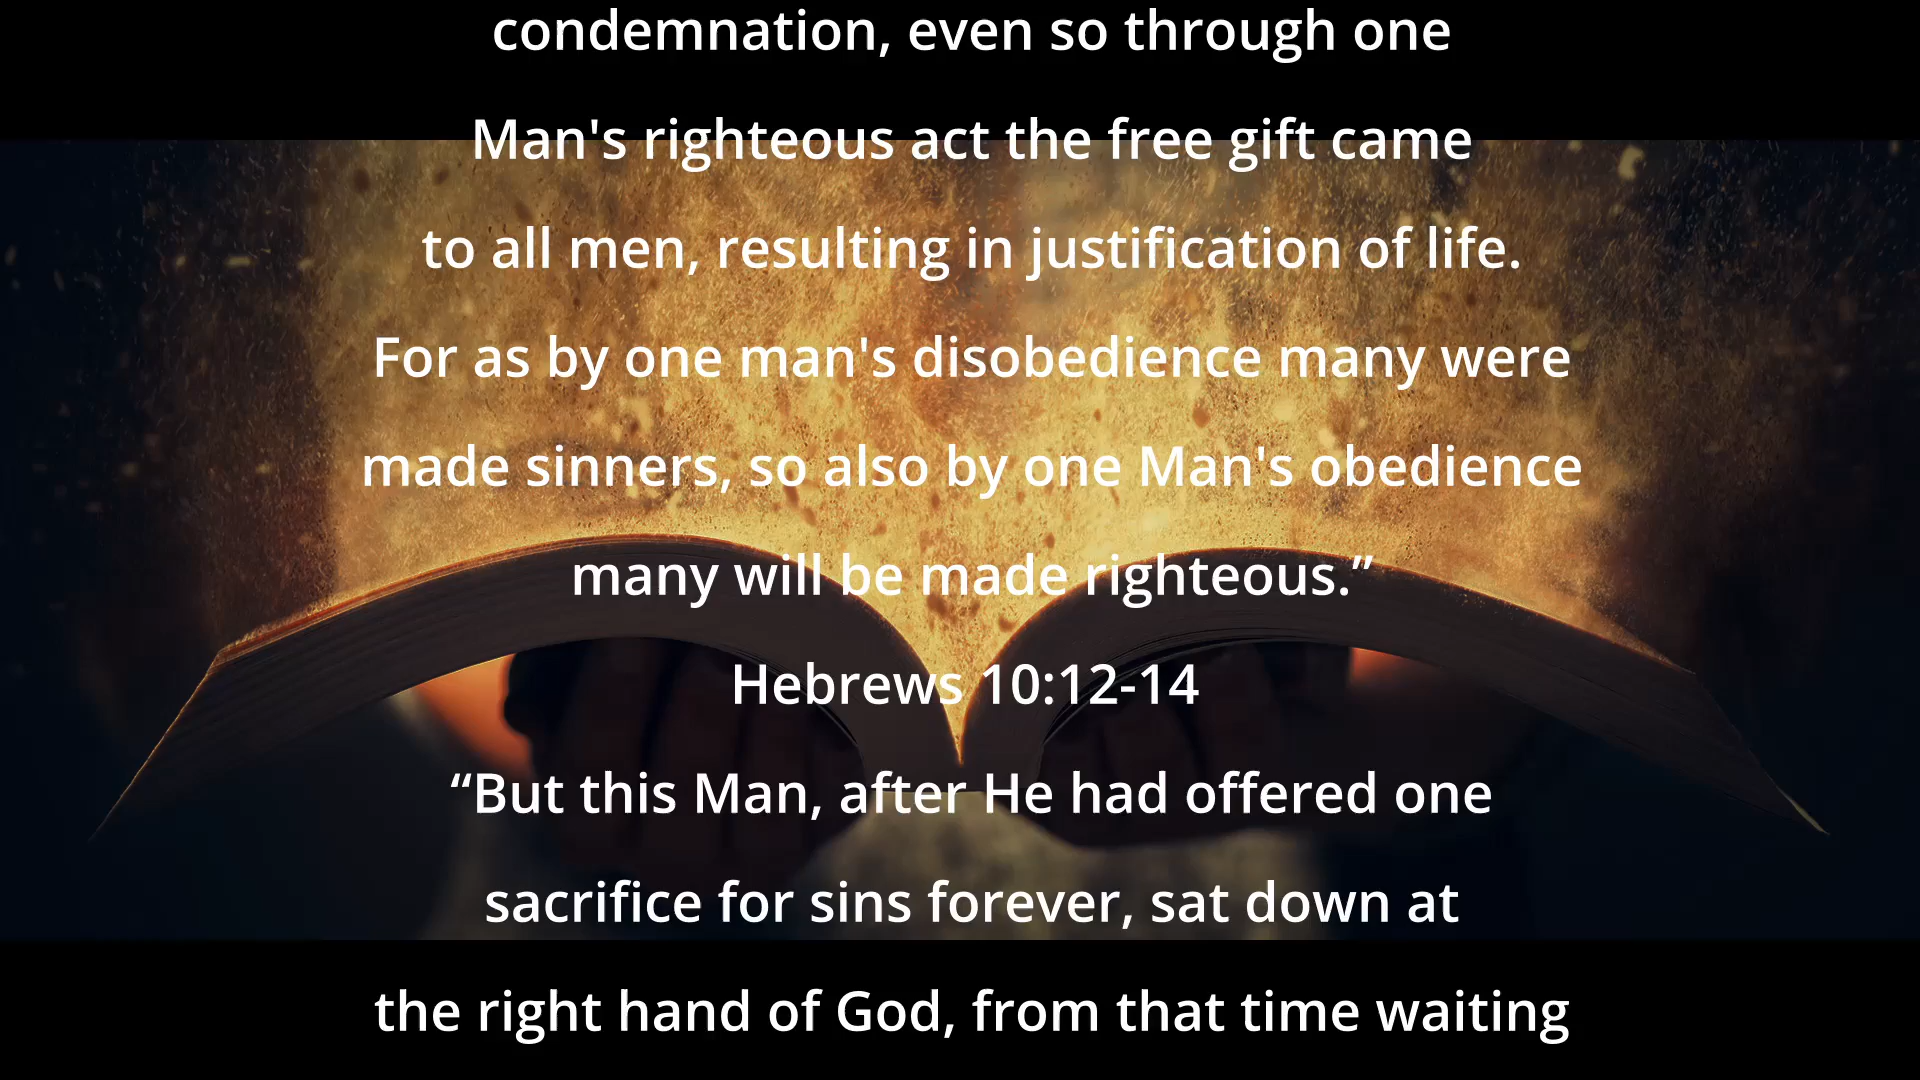 condemnation, even so through one
Man's righteous act the free gift came
to all men, resulting in justification of life.
For as by one man's disobedience many were
made sinners, so also by one Man's obedience
many will be made righteous.”
Hebrews 10:12-14
“But this Man, after He had offered one
sacrifice for sins forever, sat down at
the right hand of God, from that time waiting